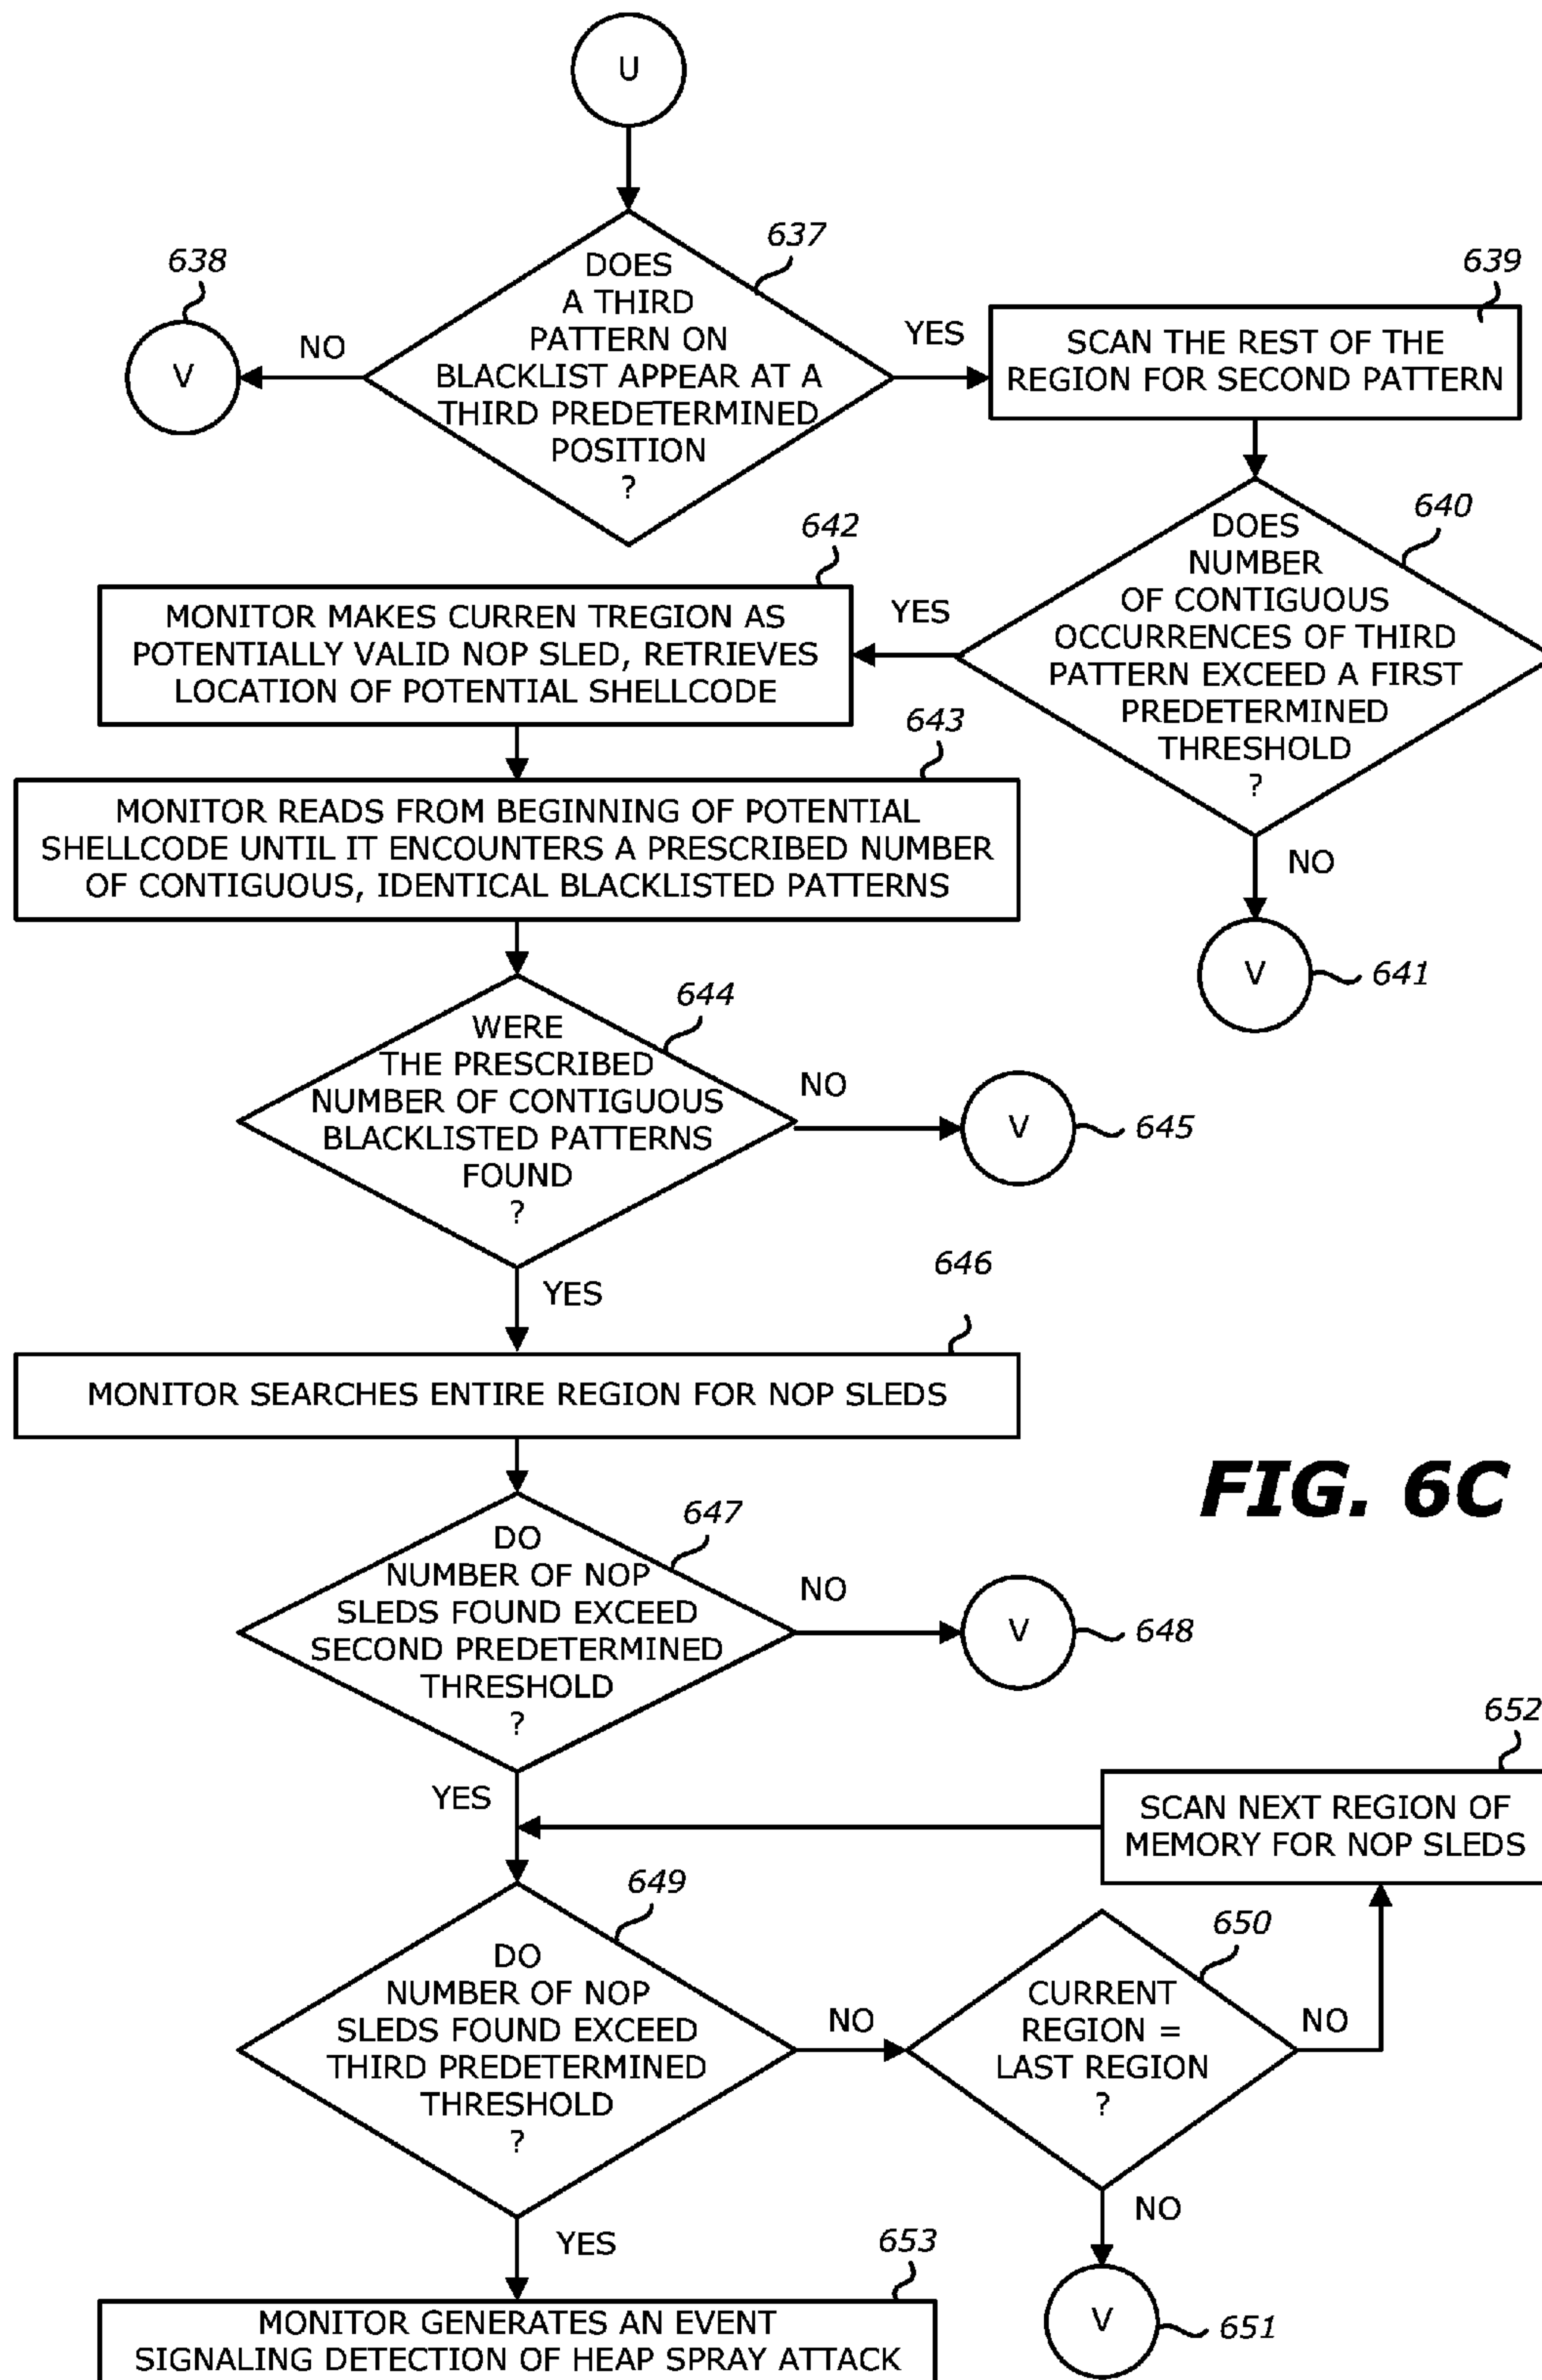 U
637
DOES
A THIRD
PATTERN ON
BLACKLIST APPEAR AT A
THIRD PREDETERMINED
POSITION
?
638
NO
V
YES
639
SCAN THE REST OF THE
REGION FOR SECOND PATTERN
640
DOES
NUMBER
OF CONTIGUOUS
OCCURRENCES OF THIRD
PATTERN EXCEED A FIRST
PREDETERMINED
THRESHOLD
?
NO
V
641
YES
642
MONITOR MAKES CURREN TREGION AS
POTENTIALLY VALID NOP SLED, RETRIEVES
LOCATION OF POTENTIAL SHELLCODE
643
MONITOR READS FROM BEGINNING OF POTENTIAL
SHELLCODE UNTIL IT ENCOUNTERS A PRESCRIBED NUMBER
OF CONTIGUOUS, IDENTICAL BLACKLISTED PATTERNS
644
WERE
THE PRESCRIBED
NUMBER OF CONTIGUOUS
BLACKLISTED PATTERNS
FOUND
?
NO
V
645
YES
646
MONITOR SEARCHES ENTIRE REGION FOR NOP SLEDS
FIG. 6C
647
DO
NUMBER OF NOP
SLEDS FOUND EXCEED
SECOND PREDETERMINED
THRESHOLD
?
NO
V
648
YES
652
SCAN NEXT REGION OF
MEMORY FOR NOP SLEDS
649
DO
NUMBER OF NOP
SLEDS FOUND EXCEED
THIRD PREDETERMINED
THRESHOLD
?
NO
650
CURRENT
REGION =
LAST REGION
?
NO
NO
V
651
YES
653
MONITOR GENERATES AN EVENT
SIGNALING DETECTION OF HEAP SPRAY ATTACK